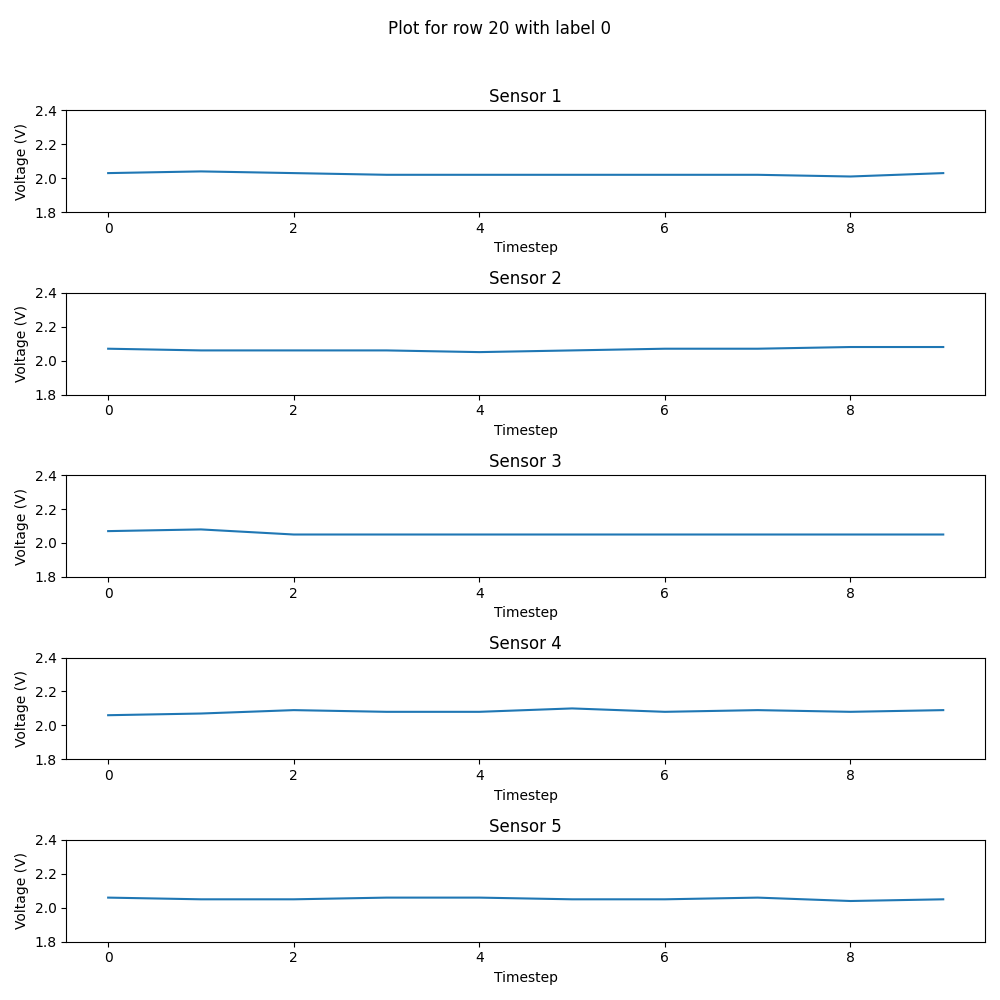 Plot for row 20 with label 0
Sensor 1
Voltage (V)
2.4
2.2
2.0
1.8
0 2 4 6 8
Timestep
Sensor 2
Voltage (V)
2.4
2.2
2.0
1.8
0 2 4 6 8
Timestep
Sensor 3
Voltage (V)
2.4
2.2
2.0
1.8
0 2 4 6 8
Timestep
Sensor 4
Voltage (V)
2.4
2.2
2.0
1.8
0 2 4 6 8
Timestep
Sensor 5
Voltage (V)
2.4
2.2
2.0
1.8
0 2 4 6 8
Timestep